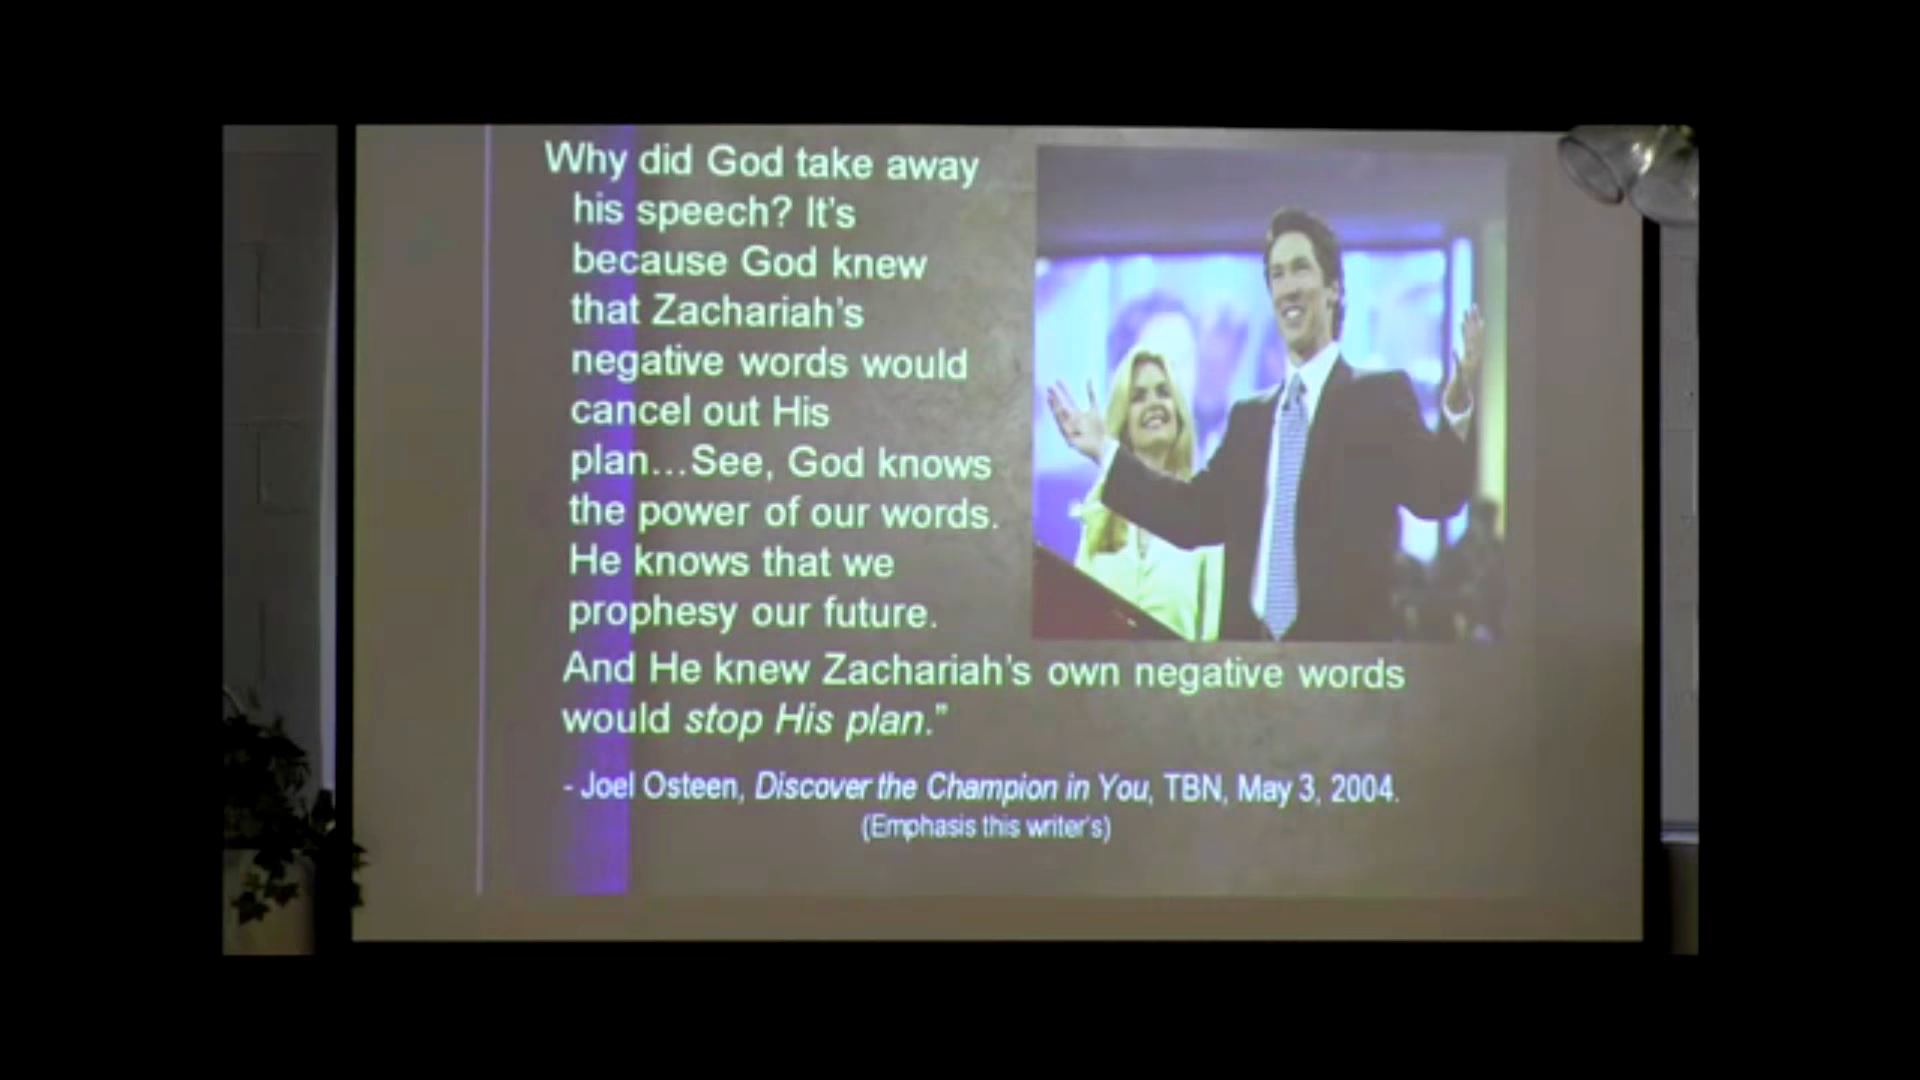 Why did God take away
his speech? It's
because God knew
that Zachariah's
negative words would
cancel out His
plan...See, God knows
the power of our words.
He knows that we
prophesy our future.
And He knew Zachariah's own negative words
would stop His plan.”
- Joel Osteen, Discover the Champion in You, TBN, May 3, 2004.
(Emphasis this writer's)